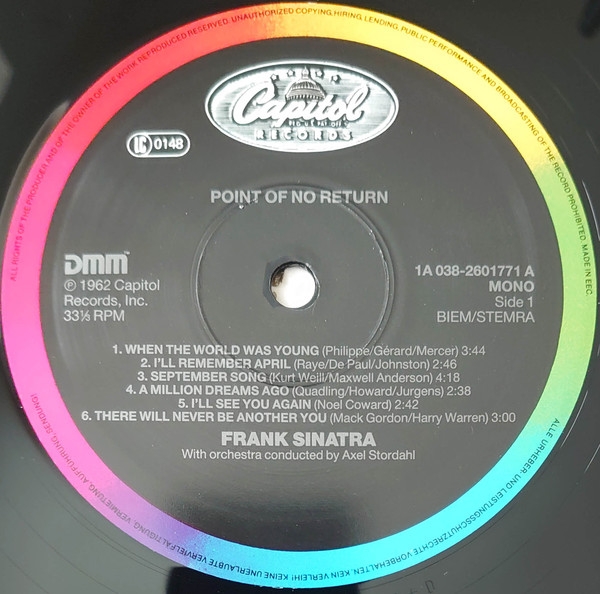 ALL RIGHTS OF THE PRODUCER AND OF THE OWNER OF THE WORK REPRODUCED RESERVED. UNAUTHORIZED COPYING, HIRING, LENDING, PUBLIC PERFORMANCE AND BROADCASTING OF THE RECORD PROHIBITED. MADE IN EEC.
Capitol
RECORDS
LC 0148
POINT OF NO RETURN
DMM
℗ 1962 Capitol
Records, Inc.
33⅓ RPM
1A 038-2601771 A
MONO
Side 1
BIEM/STEMRA
1. WHEN THE WORLD WAS YOUNG (Philippe/Gérard/Mercer) 3:44
2. I'LL REMEMBER APRIL (Raye/De Paul/Johnston) 2:46
3. SEPTEMBER SONG (Kurt Weill/Maxwell Anderson) 4:18
4. A MILLION DREAMS AGO (Quadling/Howard/Jurgens) 2:38
5. I'LL SEE YOU AGAIN (Noel Coward) 2:42
6. THERE WILL NEVER BE ANOTHER YOU (Mack Gordon/Harry Warren) 3:00
FRANK SINATRA
With orchestra conducted by Axel Stordahl
ALLE URHEBER- UND LEISTUNGSSCHUTZRECHTE VORBEHALTEN. KEIN VERLEIH! KEINE UNERLAUBTE VERVIELFÄLTIGUNG, VERMIETUNG, AUFFÜHRUNG, SENDUNG!